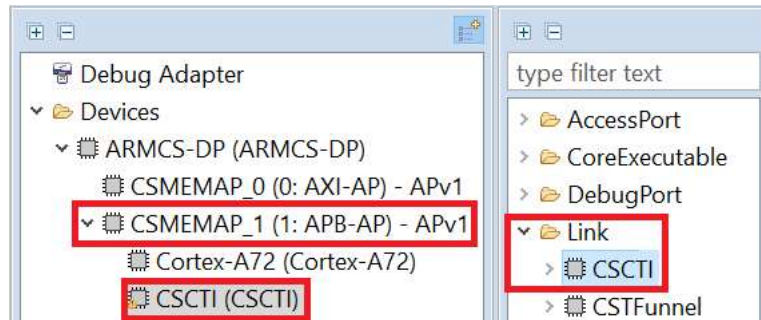 Debug Adapter
Devices
ARMCS-DP (ARMCS-DP)
CSMEMAP_0 (0: AXI-AP) - APv1
CSMEMAP_1 (1: APB-AP) - APv1
Cortex-A72 (Cortex-A72)
CSCTI (CSCTI)
type filter text
AccessPort
CoreExecutable
DebugPort
Link
CSCTI
CSTFunnel